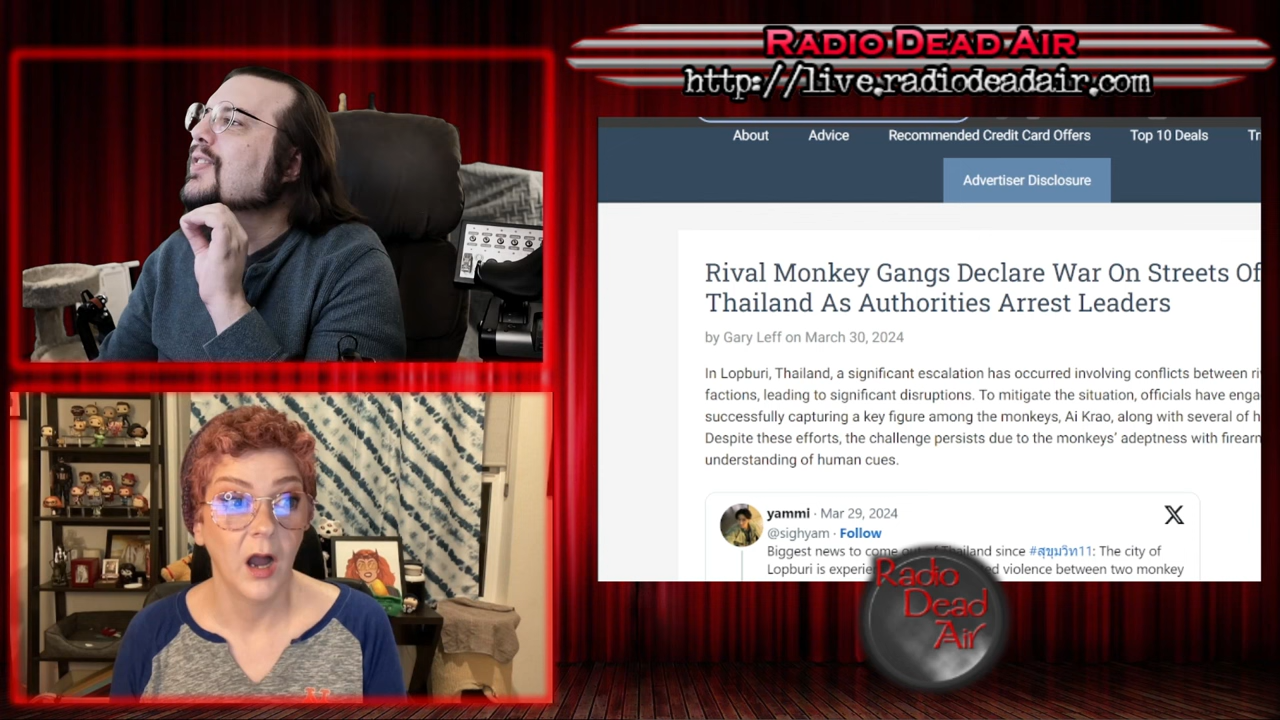 Radio Dead Air
http://live.radiodeadair.com
About Advice Recommended Credit Card Offers Top 10 Deals
Advertiser Disclosure
Rival Monkey Gangs Declare War On Streets Of
Thailand As Authorities Arrest Leaders
by Gary Leff on March 30, 2024
In Lopburi, Thailand, a significant escalation has occurred involving conflicts between
factions, leading to significant disruptions. To mitigate the situation, officials have
successfully capturing a key figure among the monkeys, Ai Krao, along with several of
Despite these efforts, the challenge persists due to the monkeys' adeptness with
understanding of human cues.
yammi · Mar 29, 2024
@sighyam · Follow
Biggest news to come out of Thailand since #สุขุมวิท11: The city of
Lopburi is violence between two monkey
Radio
Dead
Air